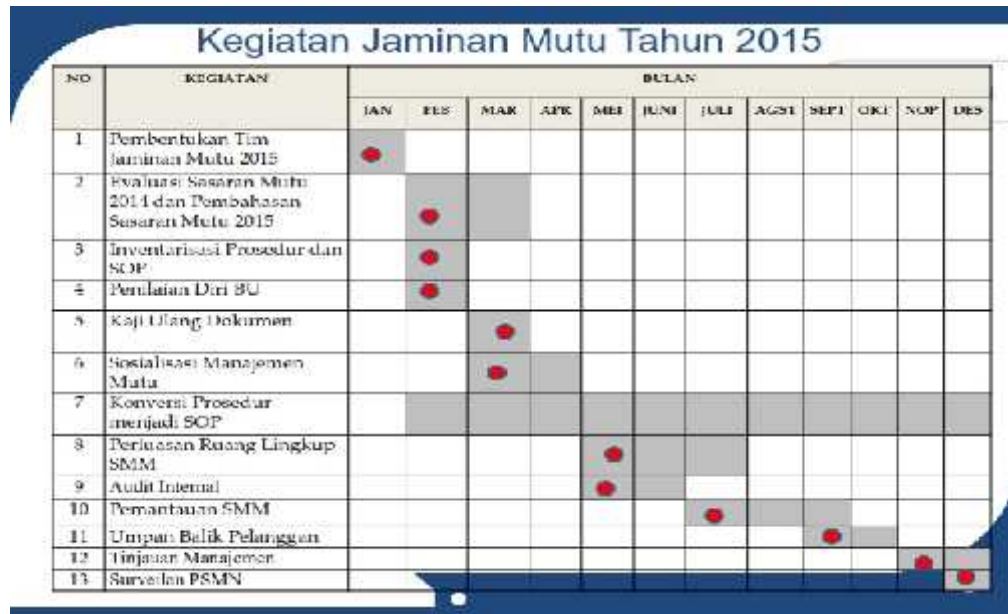 Kegiatan Jaminan Mutu Tahun 2015
NO KEGIATAN BULAN
JAN FEB MAR APR MEI JUNI JULI AGST SEPT OKT NOP DES
1 Pembentukan Tim
Jaminan Mutu 2015
2 Evaluasi Sasaran Mutu
2014 dan Pembahasan
Sasaran Mutu 2015
3 Inventarisasi Prosedur dan
SOP
4 Penilaian Diri BU
5 Kaji Ulang Dokumen
6 Sosialisasi Manajemen
Mutu
7 Konversi Prosedur
menjadi SOP
8 Perluasan Ruang Lingkup
SMM
9 Audit Internal
10 Pemantauan SMM
11 Umpan Balik Pelanggan
12 Tinjauan Manajemen
13 Surveilan PSMN